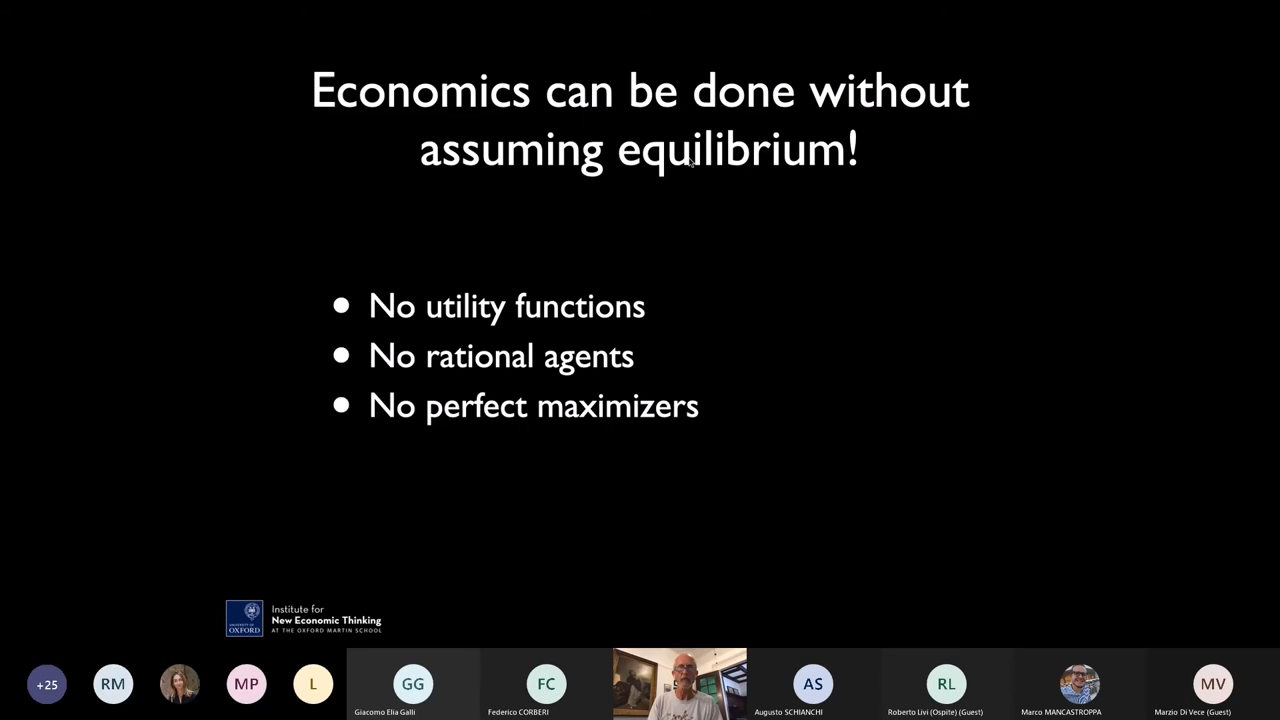 Economics can be done without
assuming equilibrium!
● No utility functions
● No rational agents
● No perfect maximizers
UNIVERSITY OF
OXFORD
Institute for
New Economic Thinking
AT THE OXFORD MARTIN SCHOOL
+25
RM
MP
L
GG
Giacomo Elia Galli
FC
Federico CORBERI
AS
Augusto SCHIANCHI
RL
Roberto Livi (Ospite) (Guest)
Marco MANCASTROPPA
MV
Marzio Di Vece (Guest)